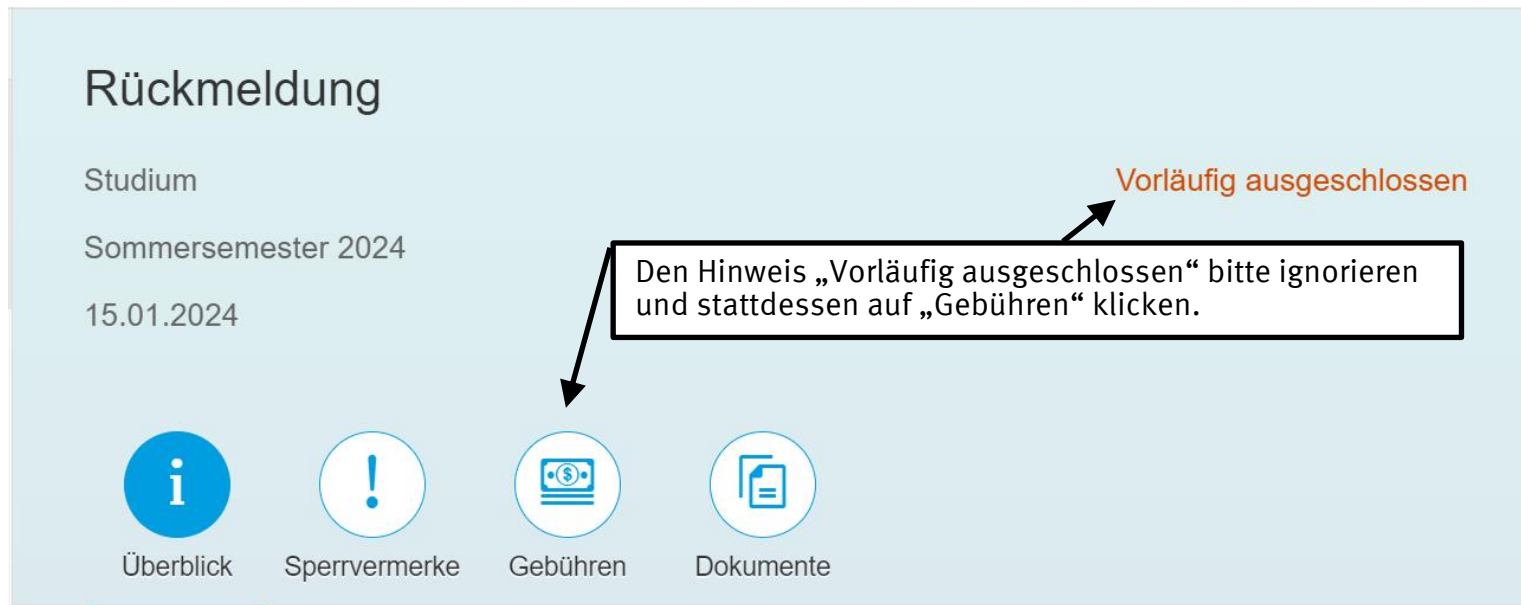 Rückmeldung
Studium
Vorläufig ausgeschlossen
Sommersemester 2024
Den Hinweis „Vorläufig ausgeschlossen“ bitte ignorieren
und stattdessen auf „Gebühren“ klicken.
15.01.2024
i
!
$
Überblick
Sperrvermerke
Gebühren
Dokumente